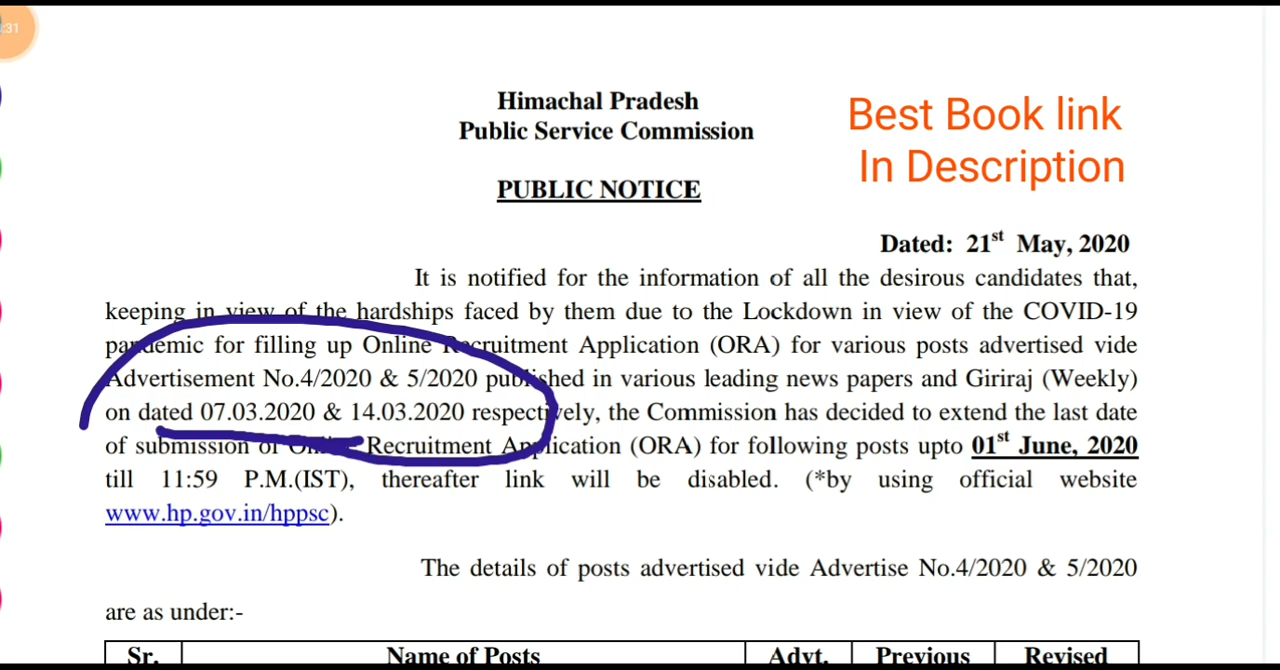 :31
Himachal Pradesh
Public Service Commission
Best Book link
In Description
PUBLIC NOTICE
Dated: 21st May, 2020
It is notified for the information of all the desirous candidates that,
keeping in view of the hardships faced by them due to the Lockdown in view of the COVID-19
pandemic for filling up Online Recruitment Application (ORA) for various posts advertised vide
Advertisement No.4/2020 & 5/2020 published in various leading news papers and Giriraj (Weekly)
on dated 07.03.2020 & 14.03.2020 respectively, the Commission has decided to extend the last date
of submission of Online Recruitment Application (ORA) for following posts upto 01st June, 2020
till 11:59 P.M.(IST), thereafter link will be disabled. (*by using official website
www.hp.gov.in/hppsc).
The details of posts advertised vide Advertise No.4/2020 & 5/2020
are as under:-
Sr. Name of Posts Advt. Previous Revised